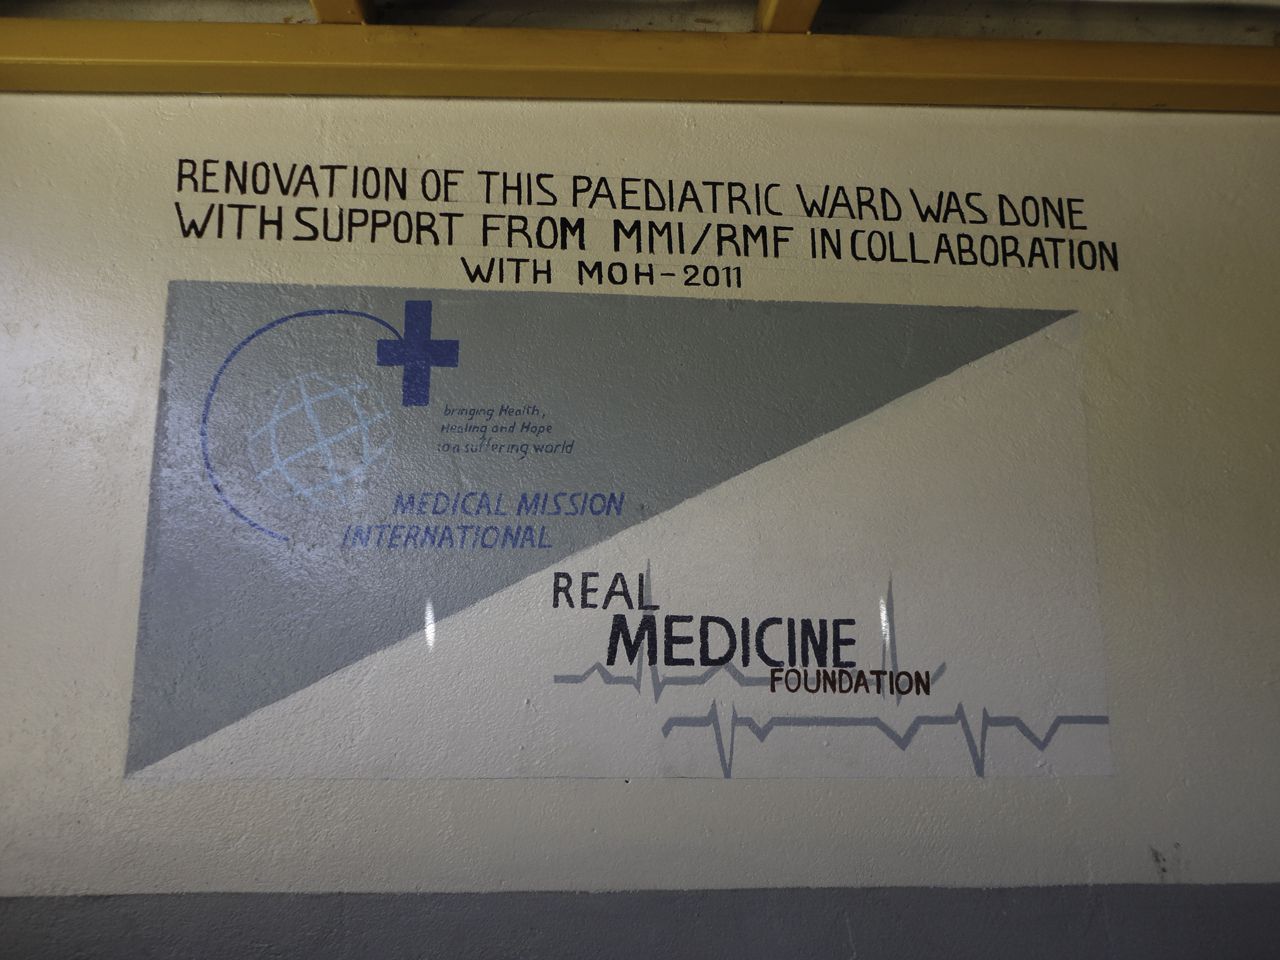 RENOVATION OF THIS PAEDIATRIC WARD WAS DONE
WITH SUPPORT FROM MMI/RMF IN COLLABORATION
WITH MOH-2011
bringing Health,
Healing and Hope
to a suffering world
MEDICAL MISSION
INTERNATIONAL
REAL
MEDICINE
FOUNDATION